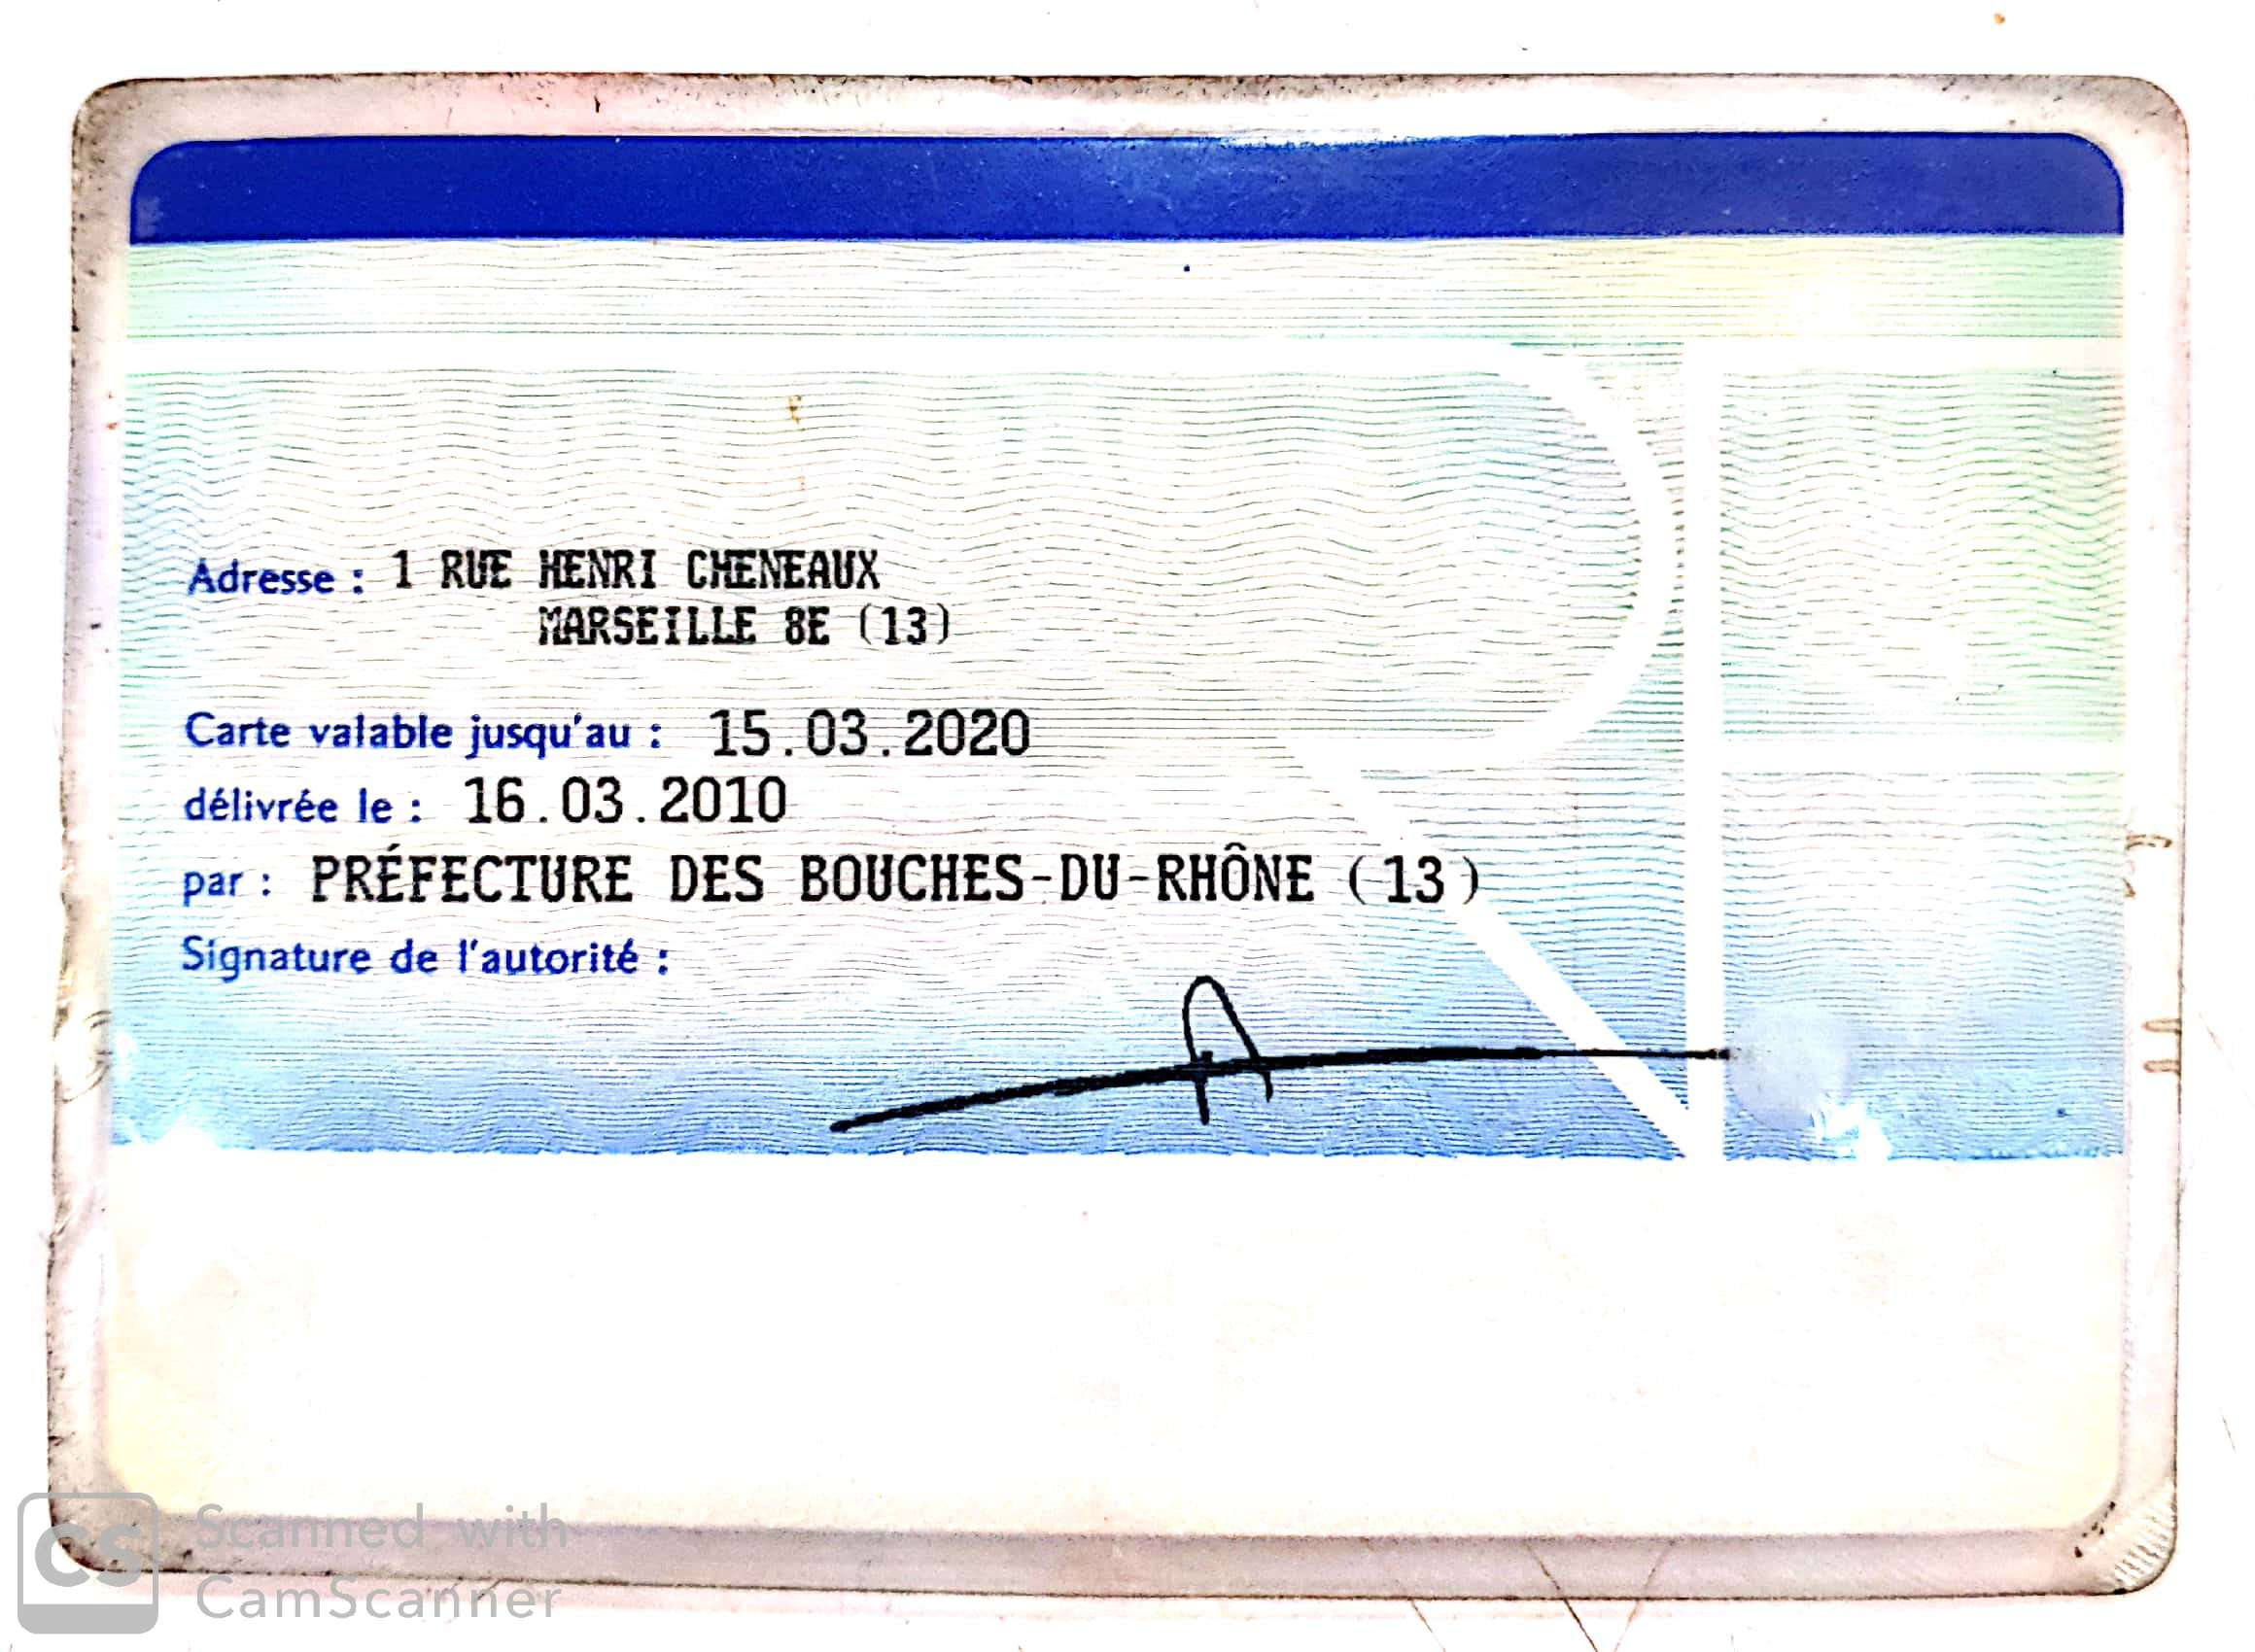 Adresse : 1 RUE HENRI CHENEAUX
MARSEILLE 8E (13)
Carte valable jusqu'au : 15.03.2020
délivrée le : 16.03.2010
par : PRÉFECTURE DES BOUCHES-DU-RHÔNE (13)
Signature de l'autorité :
CS Scanned with
CamScanner